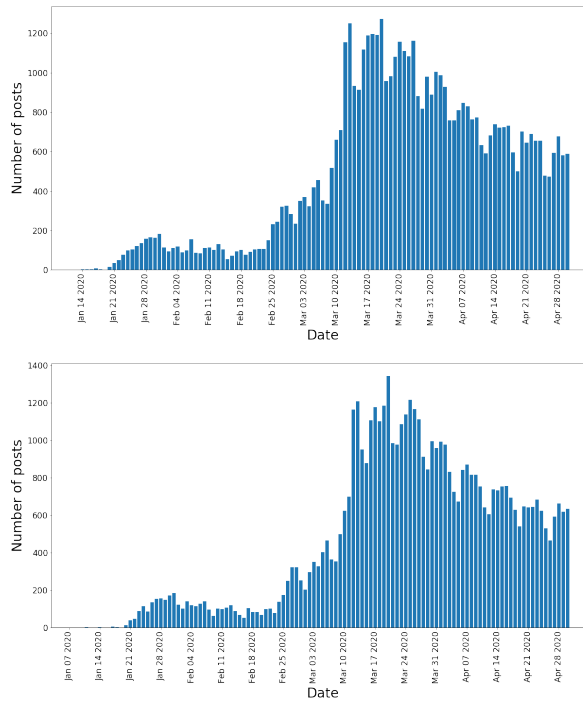 Number of posts
1200
1000
800
600
400
200
0
Jan 14 2020
Jan 21 2020
Jan 28 2020
Feb 04 2020
Feb 11 2020
Feb 18 2020
Feb 25 2020
Mar 03 2020
Mar 10 2020
Mar 17 2020
Mar 24 2020
Mar 31 2020
Apr 07 2020
Apr 14 2020
Apr 21 2020
Apr 28 2020
Date
Number of posts
1400
1200
1000
800
600
400
200
0
Jan 07 2020
Jan 14 2020
Jan 21 2020
Jan 28 2020
Feb 04 2020
Feb 11 2020
Feb 18 2020
Feb 25 2020
Mar 03 2020
Mar 10 2020
Mar 17 2020
Mar 24 2020
Mar 31 2020
Apr 07 2020
Apr 14 2020
Apr 21 2020
Apr 28 2020
Date